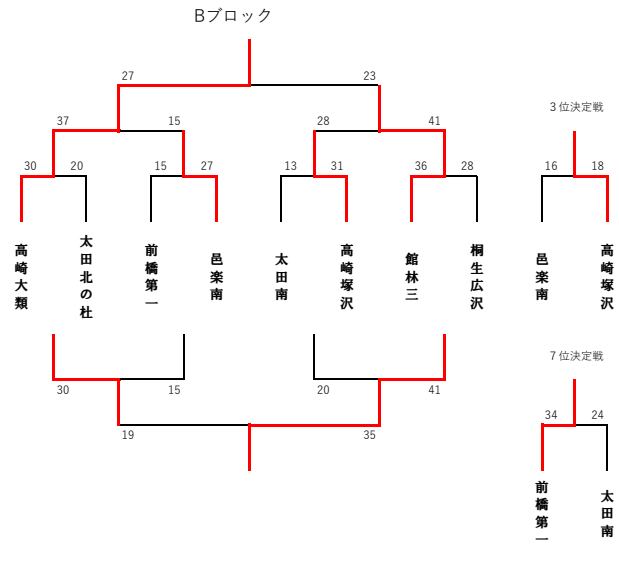 Bブロック
27 23
37 15 28 41
3位決定戦
30 20 15 27 13 31 36 28 16 18
高崎大類
太田北の杜
前橋第一
邑楽南
太田南
高崎塚沢
館林三
桐生広沢
邑楽南
高崎塚沢
7位決定戦
30 15 20 41
34 24
19 35
前橋第一
太田南